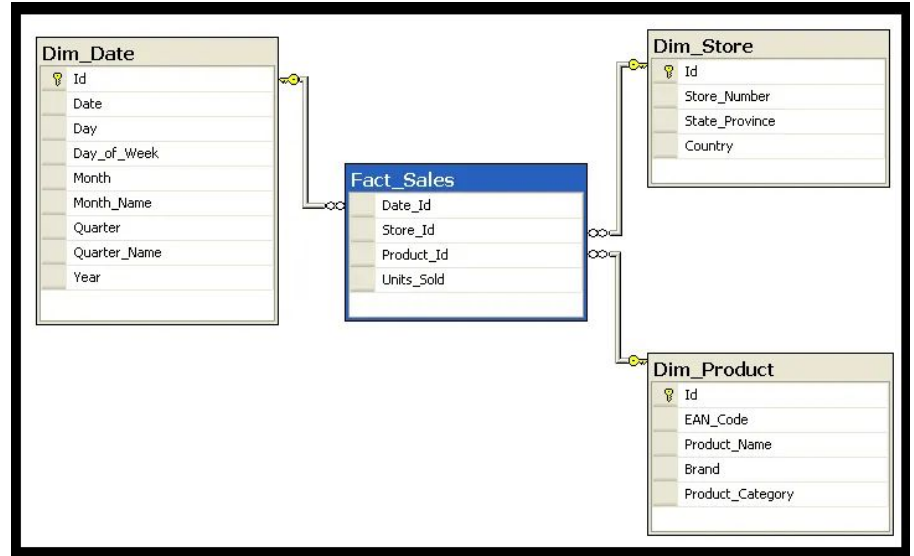 Dim_Date
Id
Date
Day
Day_of_Week
Month
Month_Name
Quarter
Quarter_Name
Year
Fact_Sales
Date_Id
Store_Id
Product_Id
Units_Sold
Dim_Store
Id
Store_Number
State_Province
Country
Dim_Product
Id
EAN_Code
Product_Name
Brand
Product_Category